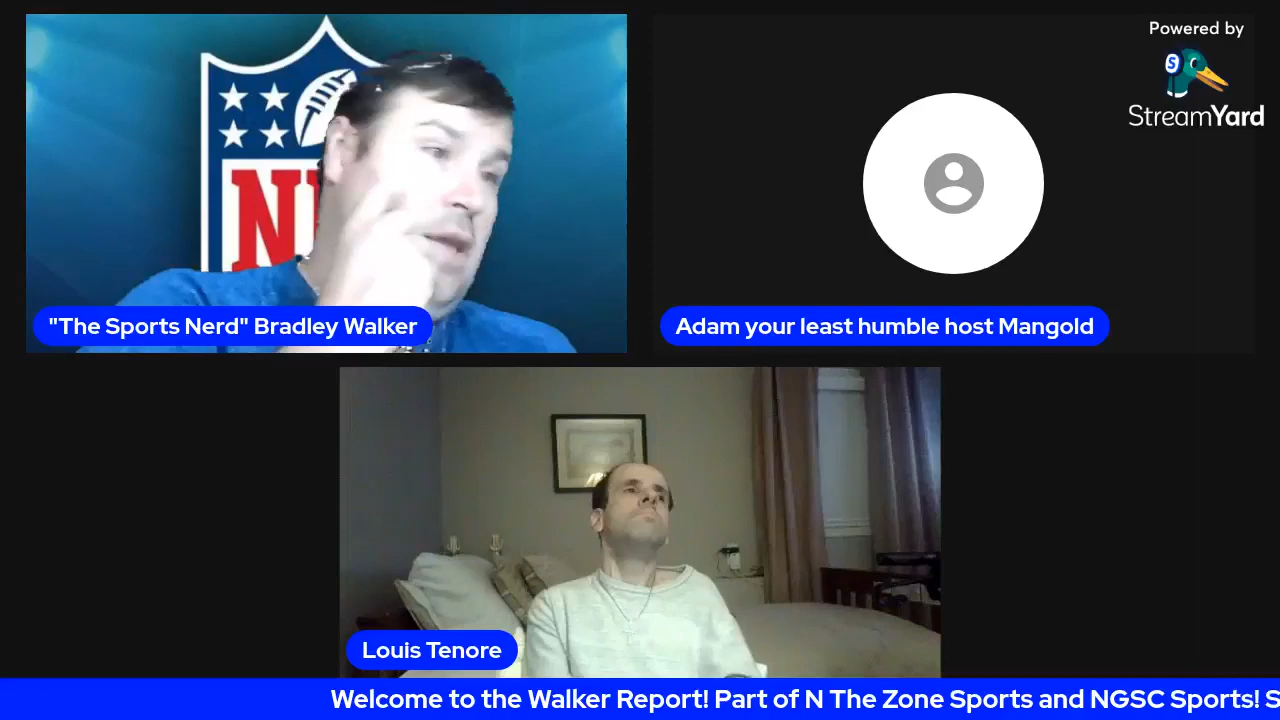 Powered by
S
StreamYard
N
"The Sports Nerd" Bradley Walker
Adam your least humble host Mangold
Louis Tenore
Welcome to the Walker Report! Part of N The Zone Sports and NGSC Sports! S